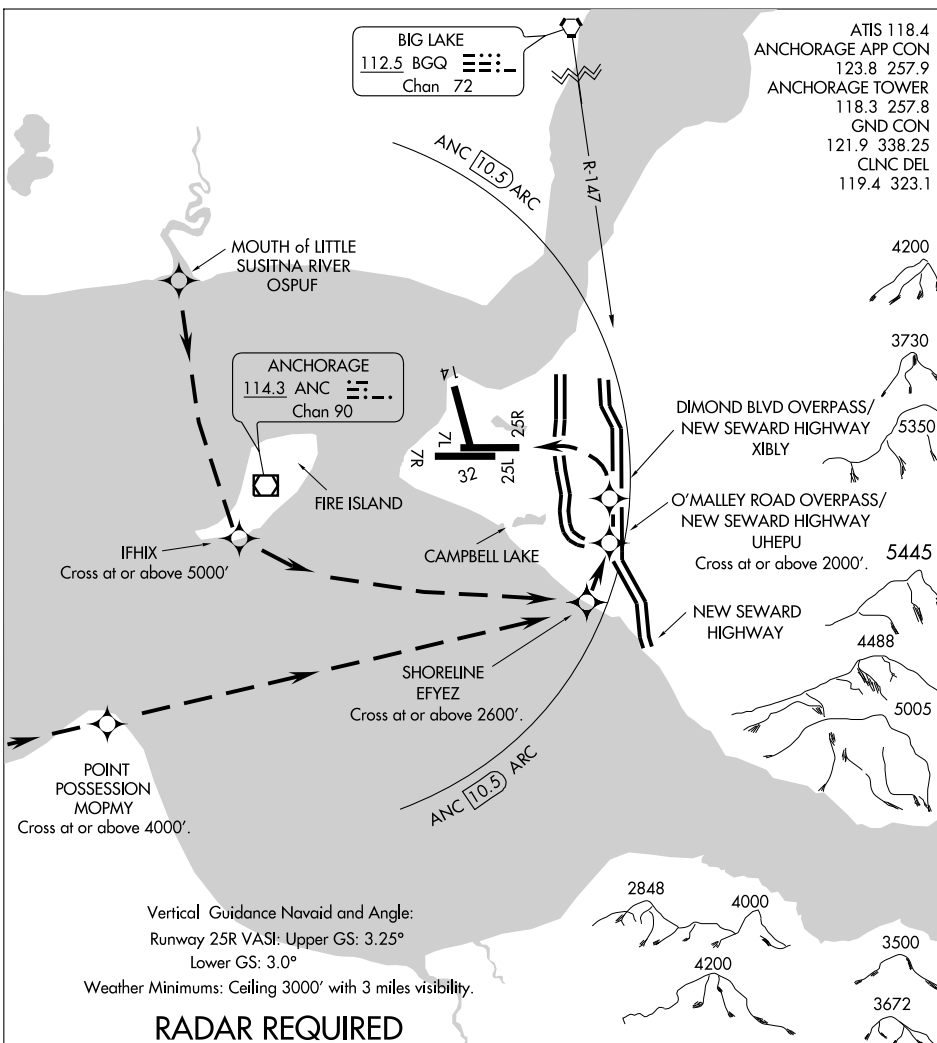 BIG LAKE
112.5 BGQ
Chan 72
ATIS 118.4
ANCHORAGE APP CON
123.8 257.9
ANCHORAGE TOWER
118.3 257.8
GND CON
121.9 338.25
CLNC DEL
119.4 323.1
ANC 10.5 ARC
R-147
MOUTH of LITTLE
SUSITNA RIVER
OSPUF
4200
ANCHORAGE
114.3 ANC
Chan 90
3730
14
7L
7R
32
25R
25L
DIMOND BLVD OVERPASS/
NEW SEWARD HIGHWAY
XIBLY
5350
FIRE ISLAND
O'MALLEY ROAD OVERPASS/
NEW SEWARD HIGHWAY
UHEPU
Cross at or above 2000'.
IFHIX
Cross at or above 5000'
CAMPBELL LAKE
5445
NEW SEWARD
HIGHWAY
4488
SHORELINE
EFYEZ
Cross at or above 2600'.
5005
POINT
POSSESSION
MOPMY
Cross at or above 4000'.
ANC 10.5 ARC
2848
4000
Vertical Guidance Navaid and Angle:
Runway 25R VASI: Upper GS: 3.25°
Lower GS: 3.0°
Weather Minimums: Ceiling 3000' with 3 miles visibility.
3500
4200
3672
RADAR REQUIRED